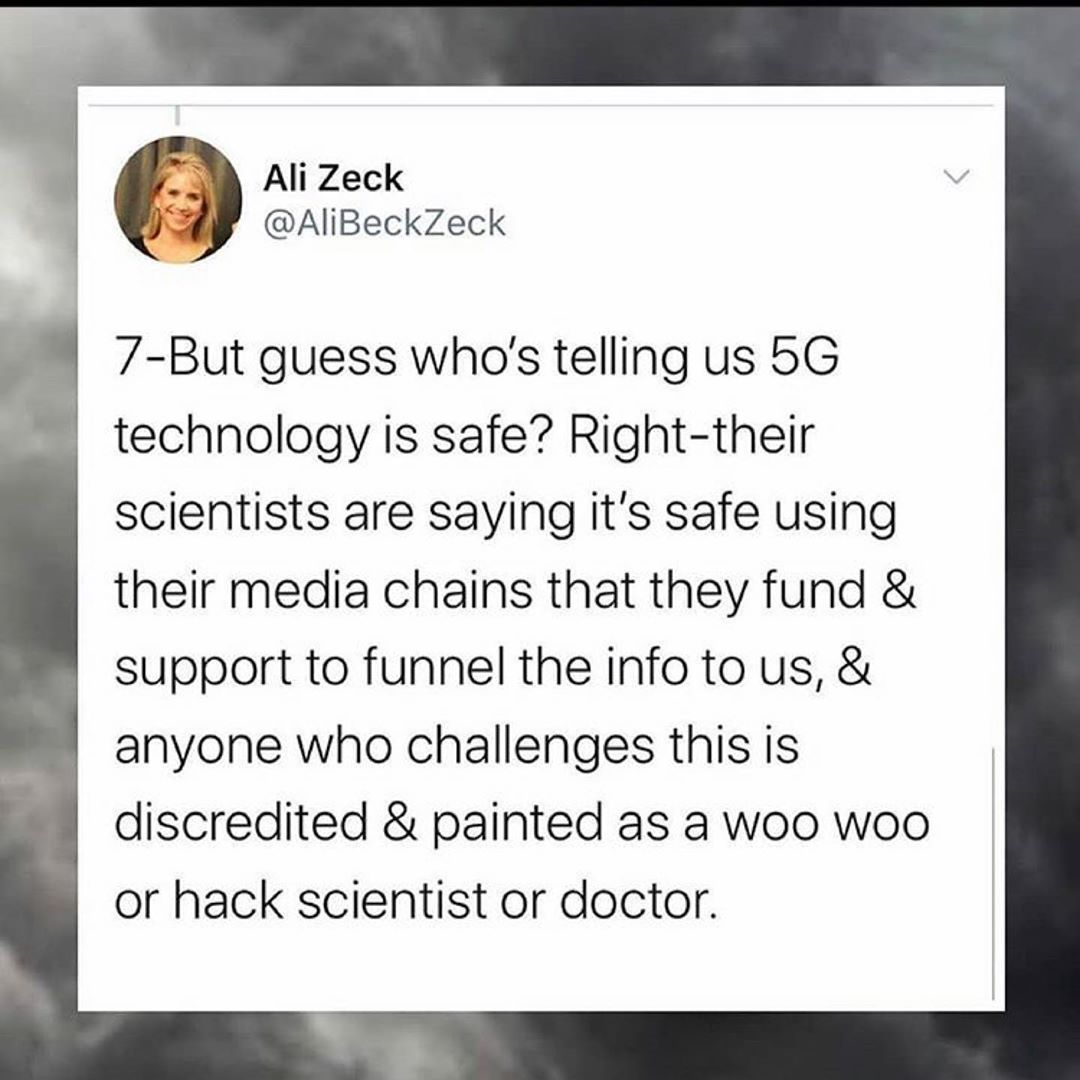 Ali Zeck
@AliBeckZeck
7-But guess who's telling us 5G
technology is safe? Right-their
scientists are saying it's safe using
their media chains that they fund &
support to funnel the info to us, &
anyone who challenges this is
discredited & painted as a woo woo
or hack scientist or doctor.